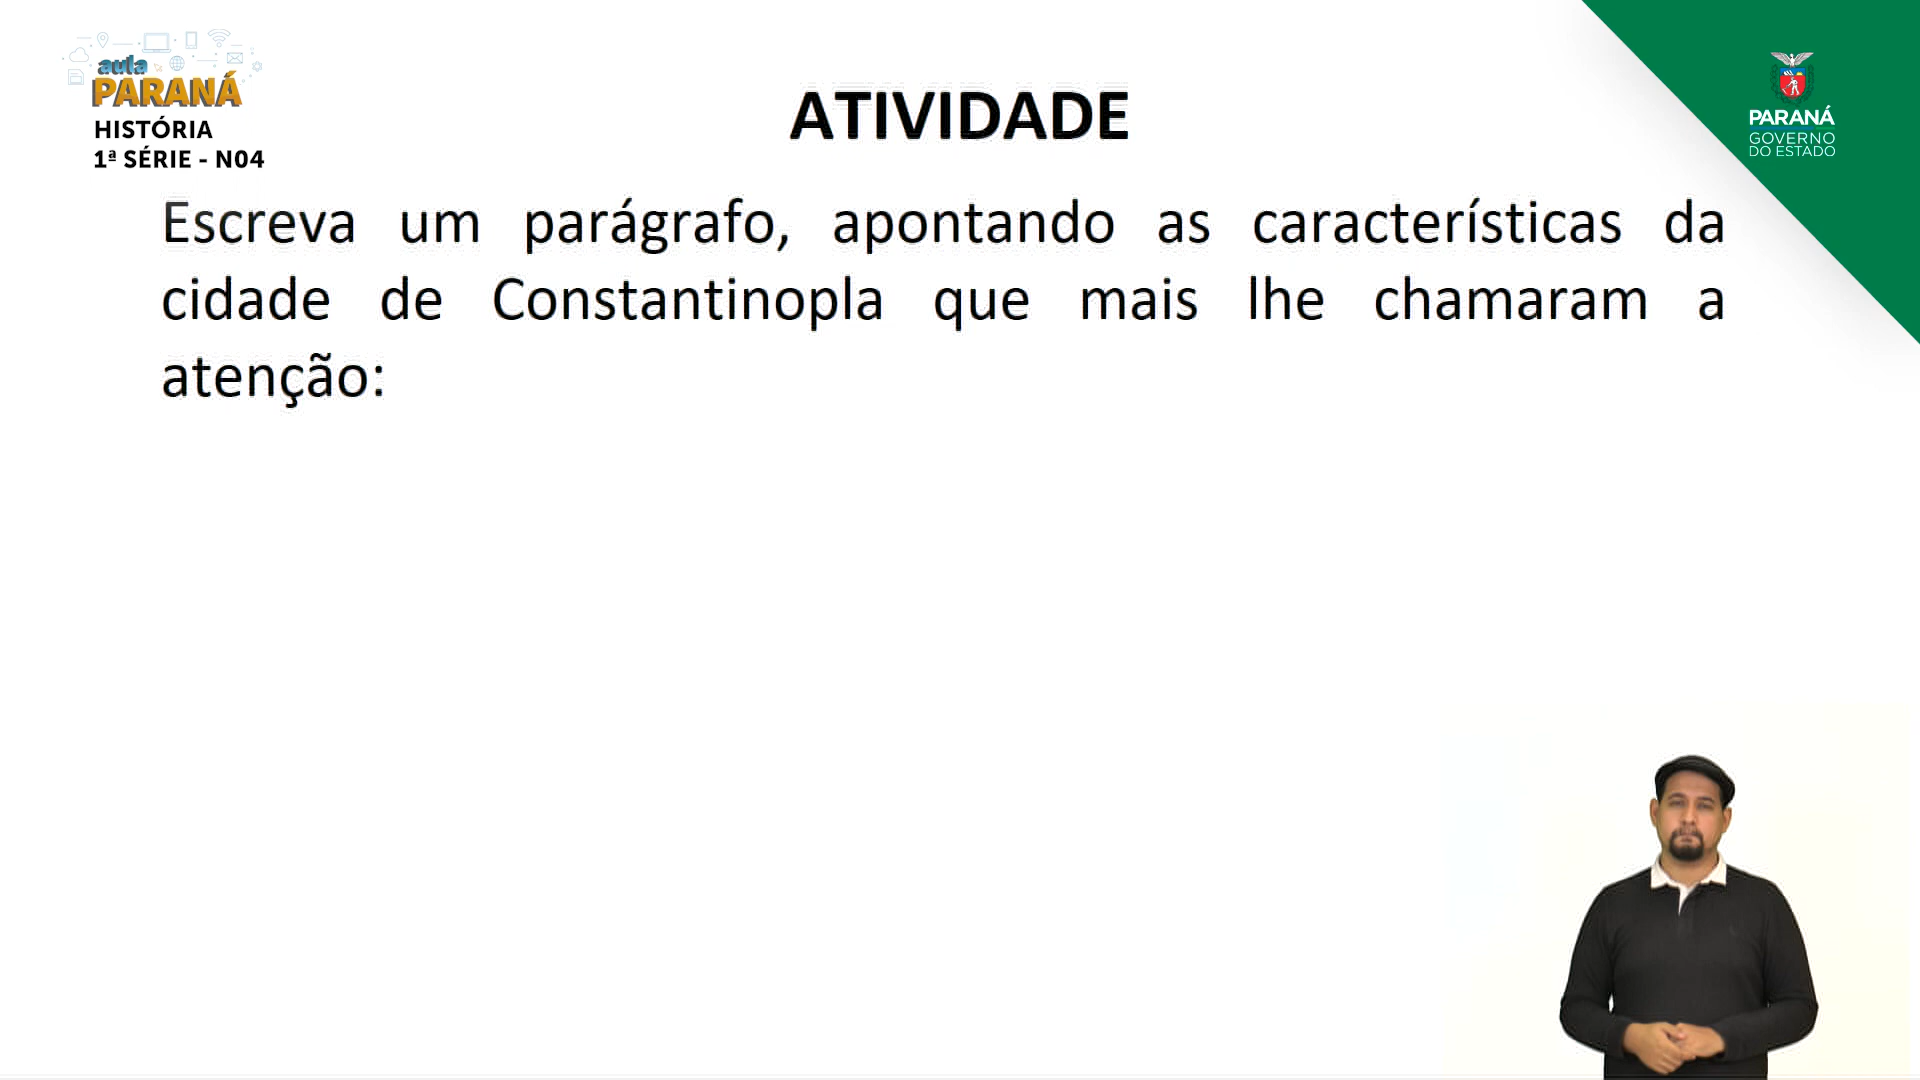 aula
PARANÁ
HISTÓRIA
1ª SÉRIE - N04
ATIVIDADE
PARANÁ
GOVERNO
DO ESTADO
Escreva um parágrafo, apontando as características da
cidade de Constantinopla que mais lhe chamaram a
atenção: